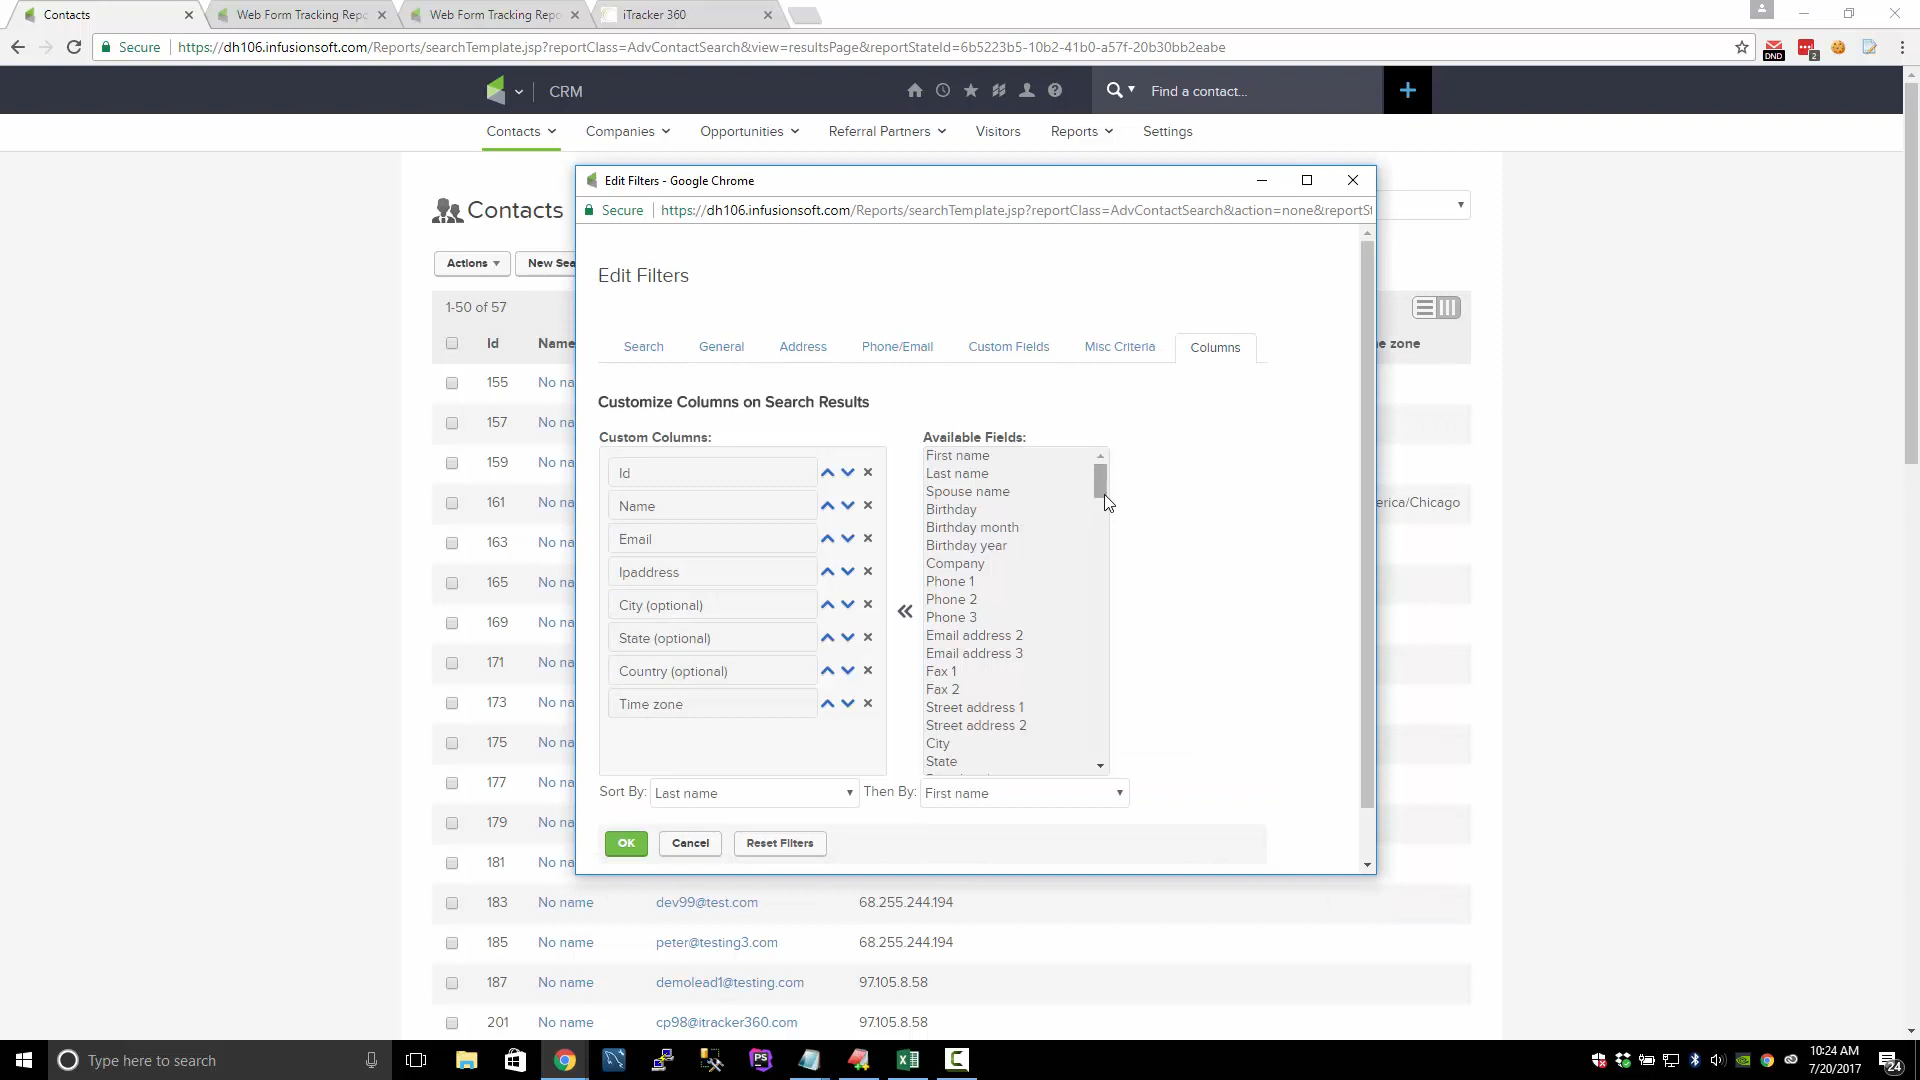 Contacts
Web Form Tracking Repo
Web Form Tracking Repo
iTracker 360
Secure
https://dh106.infusionsoft.com/Reports/searchTemplate.jsp?reportClass=AdvContactSearch&view=resultsPage&reportStateId=6b5223b5-10b2-41b0-a57f-20b30bb2eabe
DND
2
CRM
Find a contact...
Contacts
Companies
Opportunities
Referral Partners
Visitors
Reports
Settings
Contacts
Actions
New Sea
1-50 of 57
Id
Name
e zone
155
No na
157
No na
159
No na
161
No na
erica/Chicago
163
No na
165
No na
169
No na
171
No na
173
No na
175
No na
177
No na
179
No na
181
No na
183
No name
dev99@test.com
68.255.244.194
185
No name
peter@testing3.com
68.255.244.194
187
No name
demolead1@testing.com
97.105.8.58
201
No name
cp98@itracker360.com
97.105.8.58
Edit Filters - Google Chrome
Secure
https://dh106.infusionsoft.com/Reports/searchTemplate.jsp?reportClass=AdvContactSearch&action=none&reportSt
Edit Filters
Search
General
Address
Phone/Email
Custom Fields
Misc Criteria
Columns
Customize Columns on Search Results
Custom Columns:
Id
Name
Email
Ipaddress
City (optional)
State (optional)
Country (optional)
Time zone
Available Fields:
First name
Last name
Spouse name
Birthday
Birthday month
Birthday year
Company
Phone 1
Phone 2
Phone 3
Email address 2
Email address 3
Fax 1
Fax 2
Street address 1
Street address 2
City
State
Sort By:
Last name
Then By:
First name
OK
Cancel
Reset Filters
Type here to search
PS
10:24 AM
7/20/2017
24